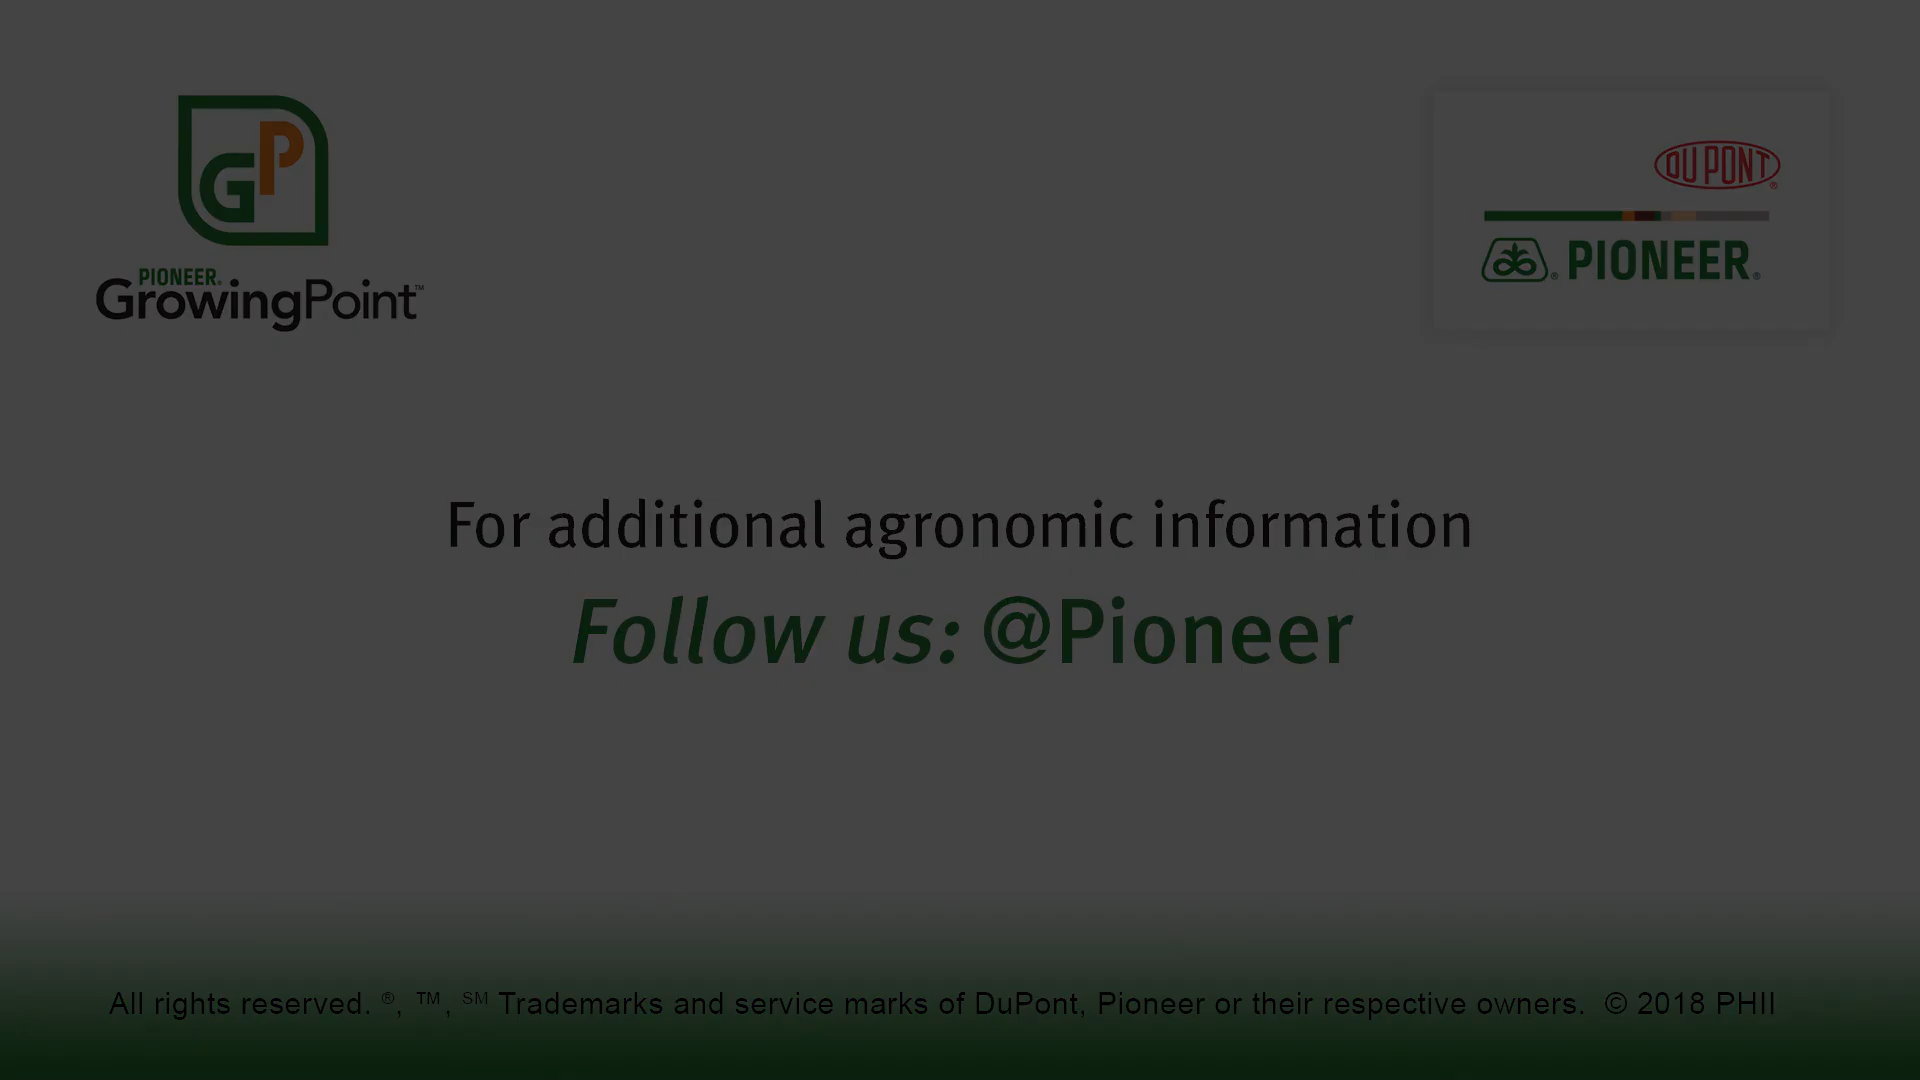 GP
PIONEER®
GrowingPoint™
DUPONT®
® PIONEER®
For additional agronomic information
Follow us: @Pioneer
All rights reserved. ®, ™, ℠ Trademarks and service marks of DuPont, Pioneer or their respective owners. © 2018 PHII